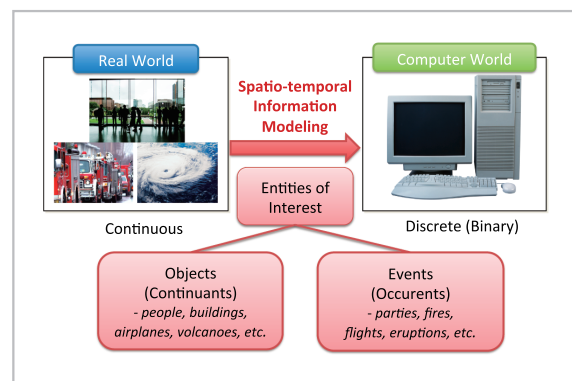 Real World
Computer World
Spatio-temporal
Information
Modeling
Entities of
Interest
Continuous
Discrete (Binary)
Objects
(Continuants)
- people, buildings,
airplanes, volcanoes, etc.
Events
(Occurents)
- parties, fires,
flights, eruptions, etc.